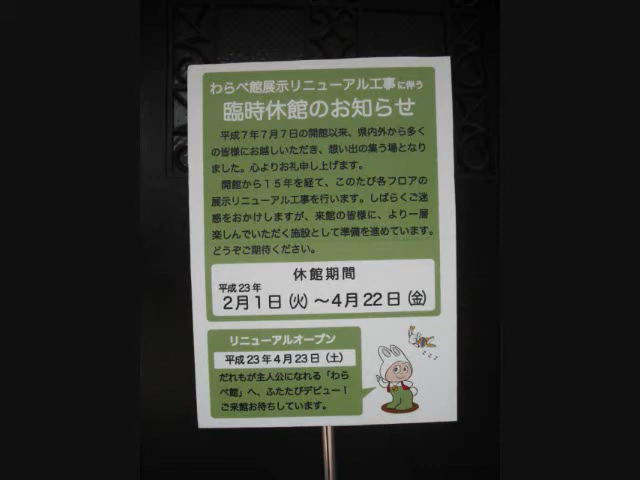 わらべ館展示リニューアル工事に伴う
臨時休館のお知らせ
平成7年7月7日の開館以来、県内外から多く
の皆様にお越しいただき、想い出の集う場となり
ました。心よりお礼申し上げます。
開館から15年を経て、このたび各フロアの
展示リニューアル工事を行います。しばらくご迷
惑をおかけしますが、来館の皆様に、より一層
楽しんでいただく施設として準備を進めています。
どうぞご期待ください。
休館期間
平成23年
2月1日(火)～4月22日(金)
リニューアルオープン
平成23年4月23日(土)
だれもが主人公になれる「わら
べ館」へ、ふたたびデビュー!
ご来館お待ちしています。
zzz